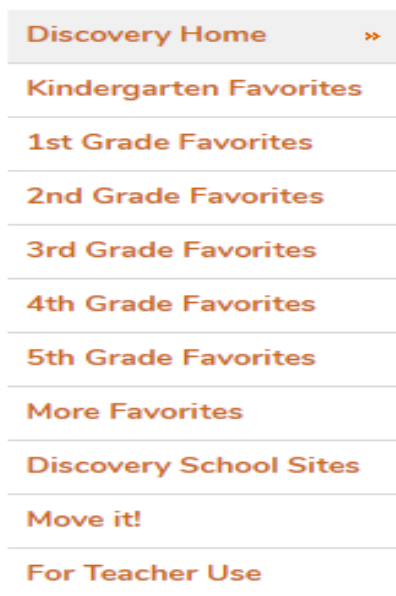 Discovery Home »
Kindergarten Favorites
1st Grade Favorites
2nd Grade Favorites
3rd Grade Favorites
4th Grade Favorites
5th Grade Favorites
More Favorites
Discovery School Sites
Move it!
For Teacher Use